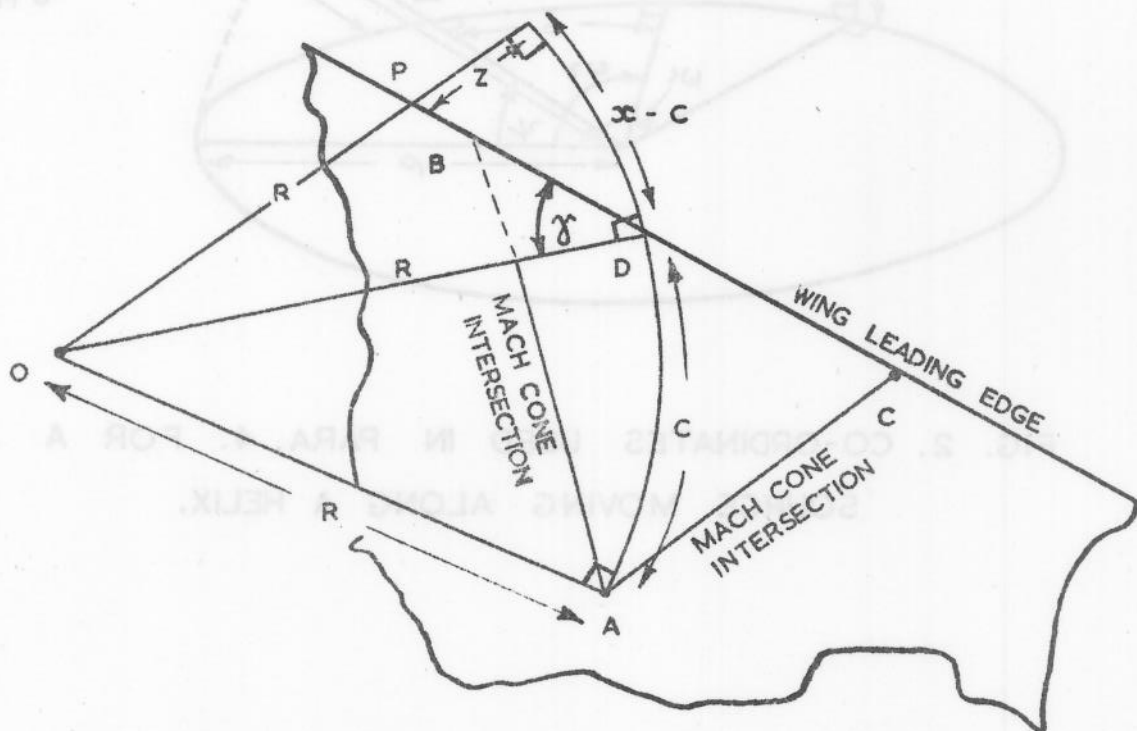 P
Z
x - C
B
R
γ
R
D
WING LEADING EDGE
MACH CONE
INTERSECTION
O
C
C
R
MACH CONE
INTERSECTION
A
FIG. 2. CO-ORDINATES USED IN PARA. 4. FOR A
SOURCE MOVING ALONG A HELIX.